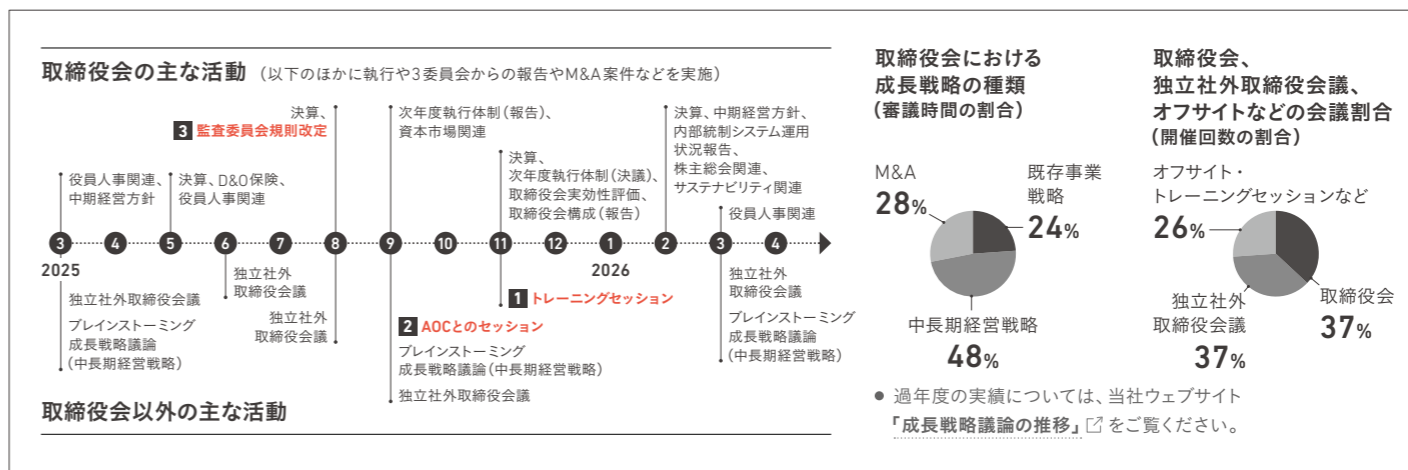 取締役会の主な活動 (以下のほかに執行や3委員会からの報告やM&A案件などを実施)
役員人事関連、
中期経営方針
決算、D&O保険、
役員人事関連
決算、
3 監査委員会規則改定
次年度執行体制(報告)、
資本市場関連
決算、
次年度執行体制(決議)、
取締役会実効性評価、
取締役会構成(報告)
決算、中期経営方針、
内部統制システム運用
状況報告、
株主総会関連、
サステナビリティ関連
役員人事関連
3 4 5 6 7 8 9 10 11 12 1 2 3 4
2025 2026
独立社外取締役会議
ブレインストーミング
成長戦略議論
(中長期経営戦略)
独立社外
取締役会議
独立社外
取締役会議
2 AOCとのセッション
ブレインストーミング
成長戦略議論(中長期経営戦略)
独立社外取締役会議
1 トレーニングセッション
独立社外
取締役会議
ブレインストーミング
成長戦略議論
(中長期経営戦略)
取締役会以外の主な活動
取締役会における
成長戦略の種類
(審議時間の割合)
M&A
28%
既存事業
戦略
24%
中長期経営戦略
48%
取締役会、
独立社外取締役会議、
オフサイトなどの会議割合
(開催回数の割合)
オフサイト・
トレーニングセッションなど
26%
独立社外
取締役会議
37%
取締役会
37%
● 過年度の実績については、当社ウェブサイト
「成長戦略議論の推移」をご覧ください。